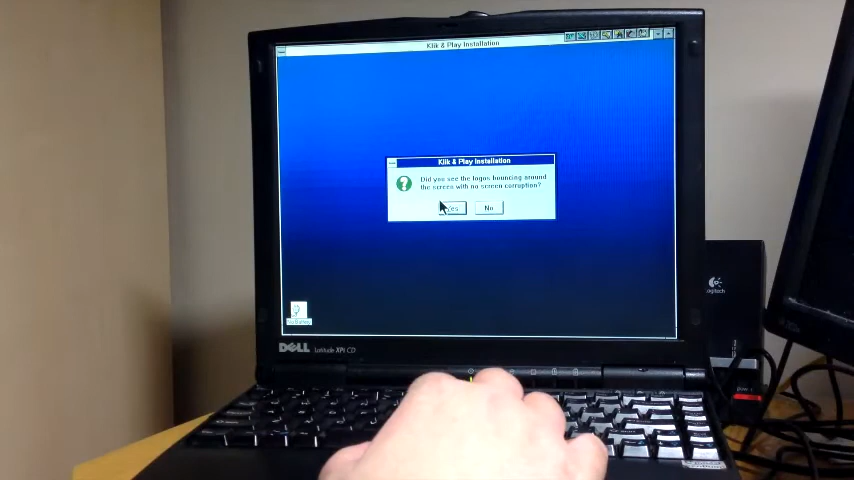 Klik & Play Installation
Klik & Play Installation
Did you see the logos bouncing around
the screen with no screen corruption?
Yes
No
DELL
Latitude XPi CD
Logitech